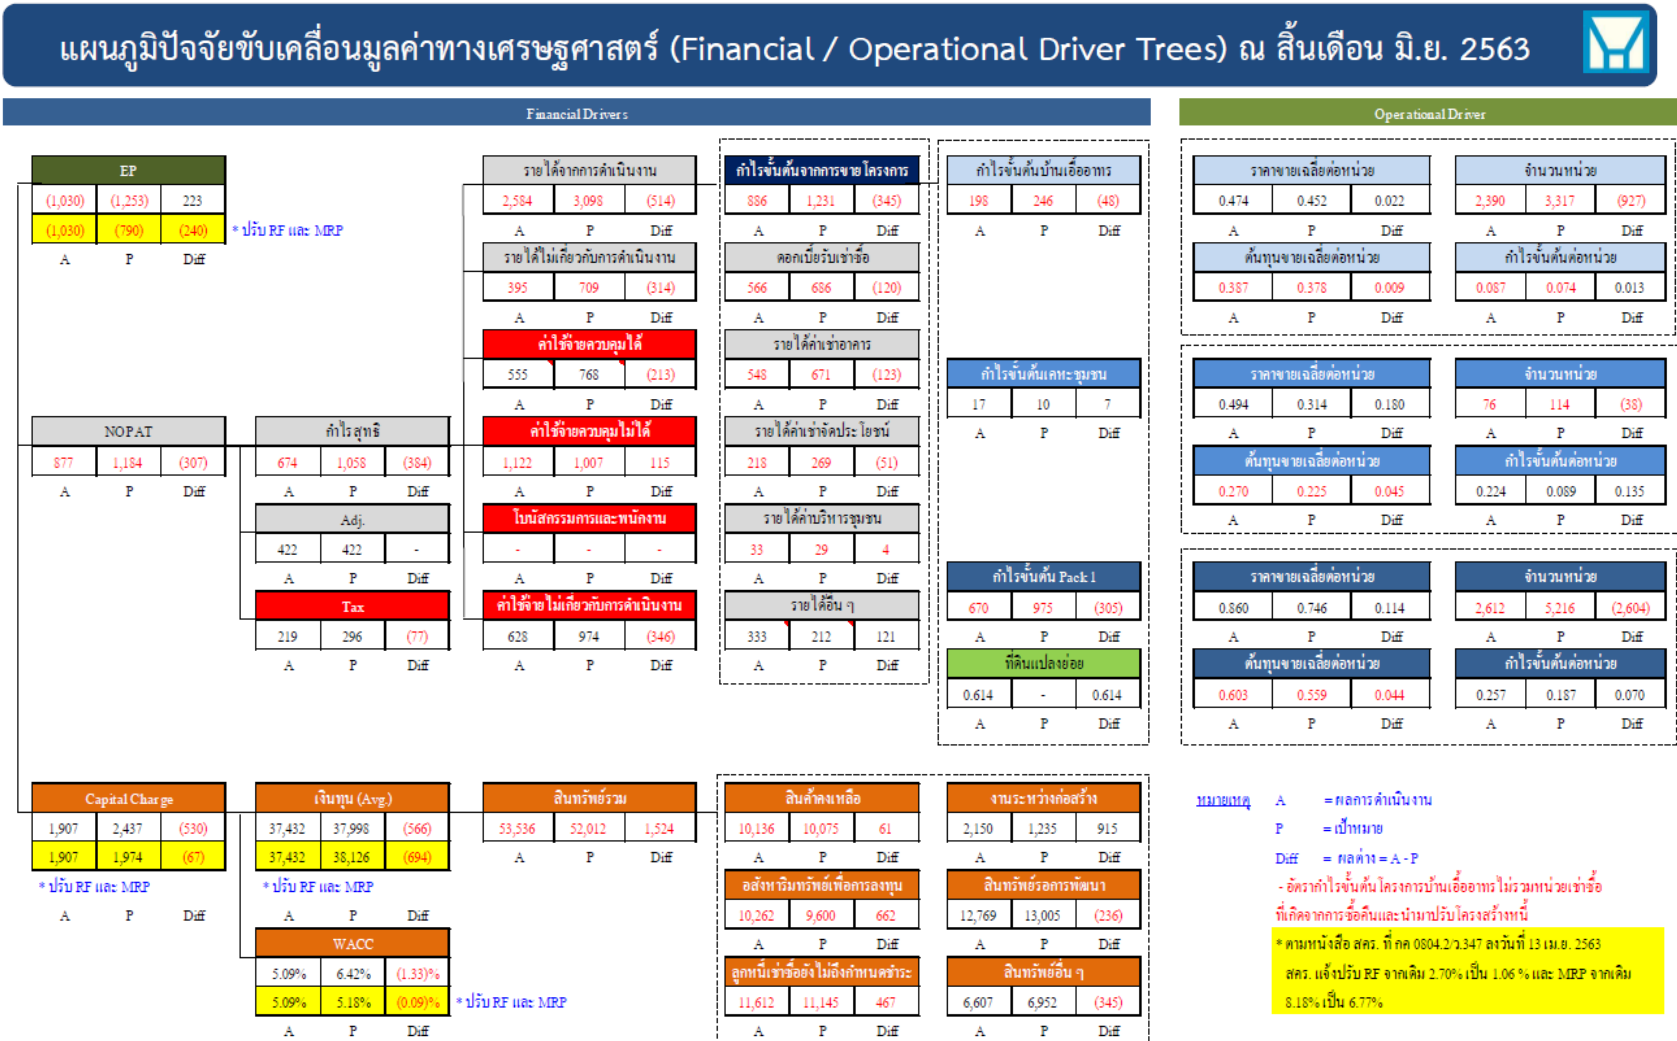 แผนภูมิปัจจัยขับเคลื่อนมูลค่าทางเศรษฐศาสตร์ (Financial / Operational Driver Trees) ณ สิ้นเดือน มิ.ย. 2563
Financial Drivers
Operational Driver
EP
(1,030) (1,253) 223
(1,030) (790) (240) * ปรับ RF และ MRP
A P Diff
NOPAT
877 1,184 (307)
A P Diff
กำไรสุทธิ
674 1,058 (384)
A P Diff
Adj.
422 422 -
A P Diff
Tax
219 296 (77)
A P Diff
รายได้จากการดำเนินงาน
2,584 3,098 (514)
A P Diff
รายได้ไม่เกี่ยวกับการดำเนินงาน
395 709 (314)
A P Diff
ค่าใช้จ่ายควบคุมได้
555 768 (213)
A P Diff
ค่าใช้จ่ายควบคุมไม่ได้
1,122 1,007 115
A P Diff
โบนัสกรรมการและพนักงาน
- - -
A P Diff
ค่าใช้จ่ายไม่เกี่ยวกับการดำเนินงาน
628 974 (346)
A P Diff
กำไรขั้นต้นจากการขายโครงการ
886 1,231 (345)
A P Diff
ดอกเบี้ยรับเช่าซื้อ
566 686 (120)
A P Diff
รายได้ค่าเช่าอาคาร
548 671 (123)
A P Diff
รายได้ค่าเช่าจัดประโยชน์
218 269 (51)
A P Diff
รายได้ค่าบริหารชุมชน
33 29 4
A P Diff
รายได้อื่น ๆ
333 212 121
A P Diff
กำไรขั้นต้นบ้านเอื้ออาทร
198 246 (48)
A P Diff
กำไรขั้นต้นเคหะชุมชน
17 10 7
A P Diff
กำไรขั้นต้น Pack 1
670 975 (305)
A P Diff
ที่ดินแปลงย่อย
0.614 - 0.614
A P Diff
ราคาขายเฉลี่ยต่อหน่วย
0.474 0.452 0.022
A P Diff
จำนวนหน่วย
2,390 3,317 (927)
A P Diff
ต้นทุนขายเฉลี่ยต่อหน่วย
0.387 0.378 0.009
A P Diff
กำไรขั้นต้นต่อหน่วย
0.087 0.074 0.013
A P Diff
ราคาขายเฉลี่ยต่อหน่วย
0.494 0.314 0.180
A P Diff
จำนวนหน่วย
76 114 (38)
A P Diff
ต้นทุนขายเฉลี่ยต่อหน่วย
0.270 0.225 0.045
A P Diff
กำไรขั้นต้นต่อหน่วย
0.224 0.089 0.135
A P Diff
ราคาขายเฉลี่ยต่อหน่วย
0.860 0.746 0.114
A P Diff
จำนวนหน่วย
2,612 5,216 (2,604)
A P Diff
ต้นทุนขายเฉลี่ยต่อหน่วย
0.603 0.559 0.044
A P Diff
กำไรขั้นต้นต่อหน่วย
0.257 0.187 0.070
A P Diff
Capital Charge
1,907 2,437 (530)
1,907 1,974 (67)
* ปรับ RF และ MRP
A P Diff
เงินทุน (Avg.)
37,432 37,998 (566)
37,432 38,126 (694)
* ปรับ RF และ MRP
A P Diff
WACC
5.09% 6.42% (1.33)%
5.09% 5.18% (0.09)% * ปรับ RF และ MRP
A P Diff
สินทรัพย์รวม
53,536 52,012 1,524
A P Diff
สินค้าคงเหลือ
10,136 10,075 61
A P Diff
อสังหาริมทรัพย์เพื่อการลงทุน
10,262 9,600 662
A P Diff
ลูกหนี้เช่าซื้อยังไม่ถึงกำหนดชำระ
11,612 11,145 467
A P Diff
งานระหว่างก่อสร้าง
2,150 1,235 915
A P Diff
สินทรัพย์รอการพัฒนา
12,769 13,005 (236)
A P Diff
สินทรัพย์อื่น ๆ
6,607 6,952 (345)
A P Diff
หมายเหตุ A = ผลการดำเนินงาน
P = เป้าหมาย
Diff = ผลต่าง = A - P
- อัตรากำไรขั้นต้นโครงการบ้านเอื้ออาทรไม่รวมหน่วยเช่าซื้อ
ที่เกิดจากการซื้อคืนและนำมาปรับโครงสร้างหนี้
* ตามหนังสือ สคร. ที่ กค 0804.2/ว.347 ลงวันที่ 13 เม.ย. 2563
สคร. แจ้งปรับ RF จากเดิม 2.70% เป็น 1.06 % และ MRP จากเดิม
8.18% เป็น 6.77%